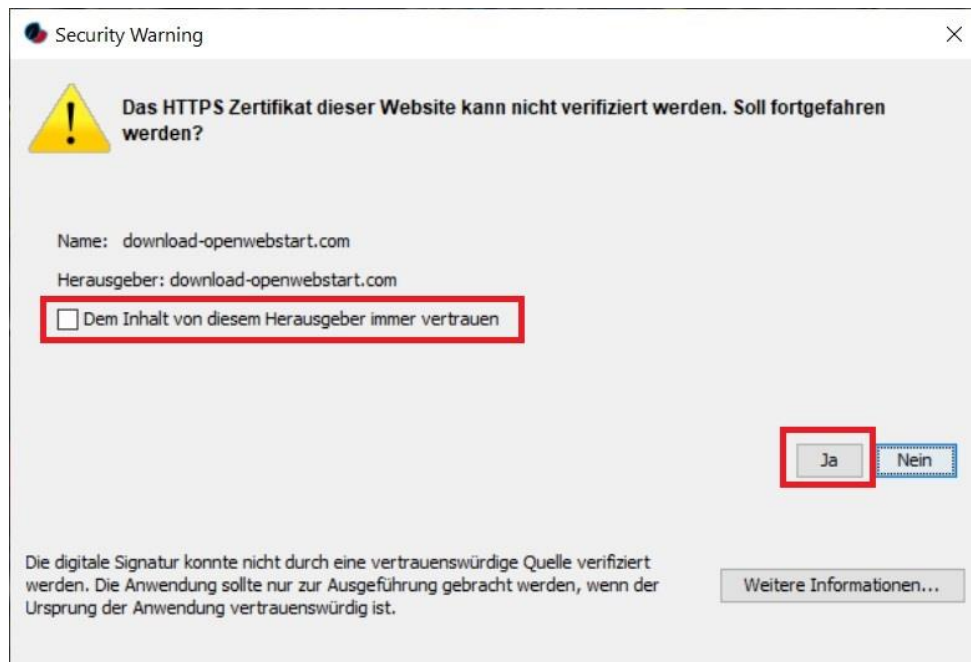 Security Warning
Das HTTPS Zertifikat dieser Website kann nicht verifiziert werden. Soll fortgefahren
werden?
Name: download-openwebstart.com
Herausgeber: download-openwebstart.com
Dem Inhalt von diesem Herausgeber immer vertrauen
Ja Nein
Die digitale Signatur konnte nicht durch eine vertrauenswürdige Quelle verifiziert
werden. Die Anwendung sollte nur zur Ausgeführung gebracht werden, wenn der
Ursprung der Anwendung vertrauenswürdig ist.
Weitere Informationen...